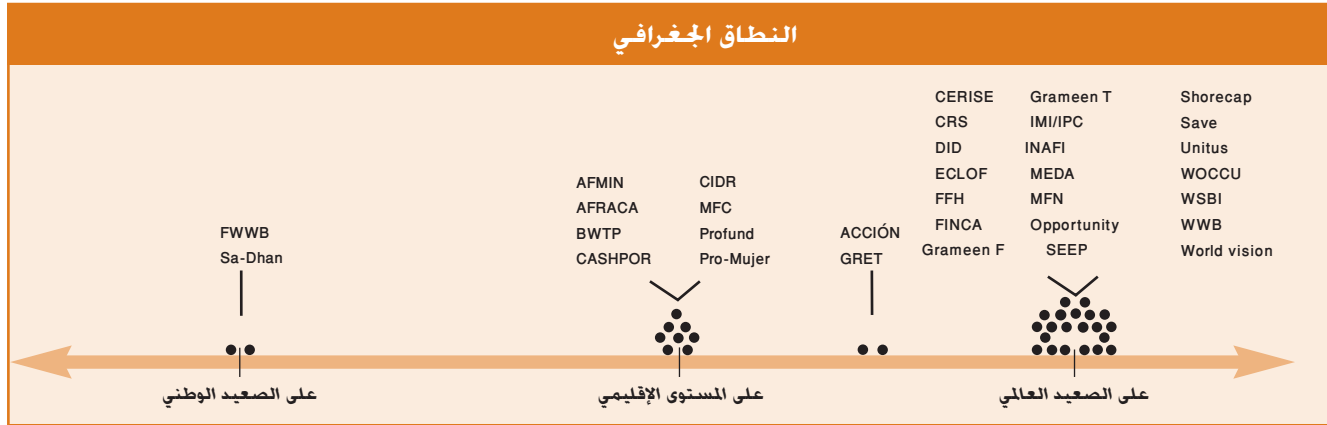 النطاق الجغرافي
CERISE Grameen T Shorecap
CRS IMI/IPC Save
DID INAFI Unitus
ECLOF MEDA WOCCU
AFMIN CIDR FFH MFN WSBI
AFRACA MFC FINCA Opportunity WWB
FWWB BWTP Profund ACCIÓN Grameen F SEEP World vision
Sa-Dhan CASHPOR Pro-Mujer GRET
على الصعيد الوطني
على المستوى الإقليمي
على الصعيد العالمي